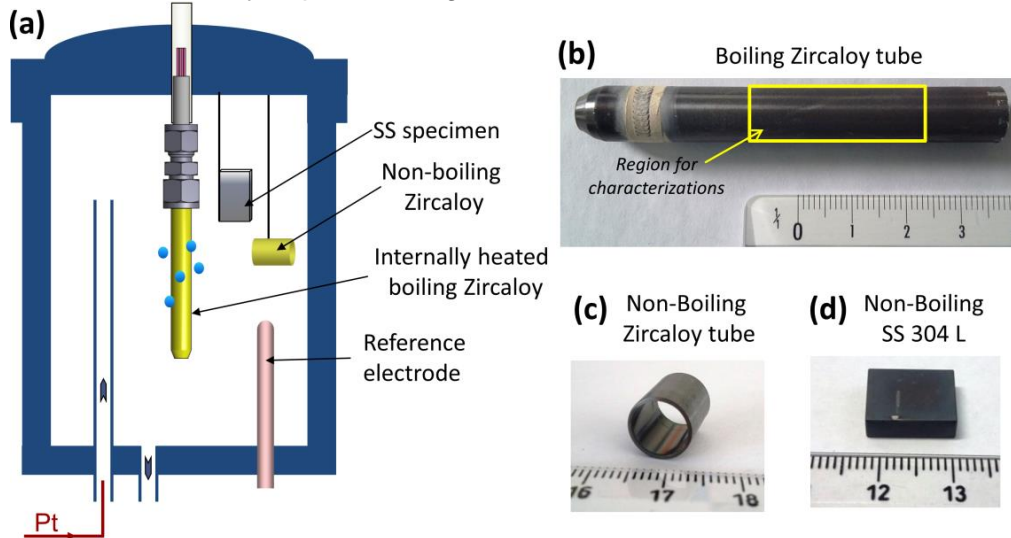 (a)
SS specimen
Non-boiling
Zircaloy
Internally heated
boiling Zircaloy
Reference
electrode
Pt
(b)
Boiling Zircaloy tube
Region for
characterizations
0 1 2 3
(c)
Non-Boiling
Zircaloy tube
16 17 18
(d)
Non-Boiling
SS 304 L
12 13